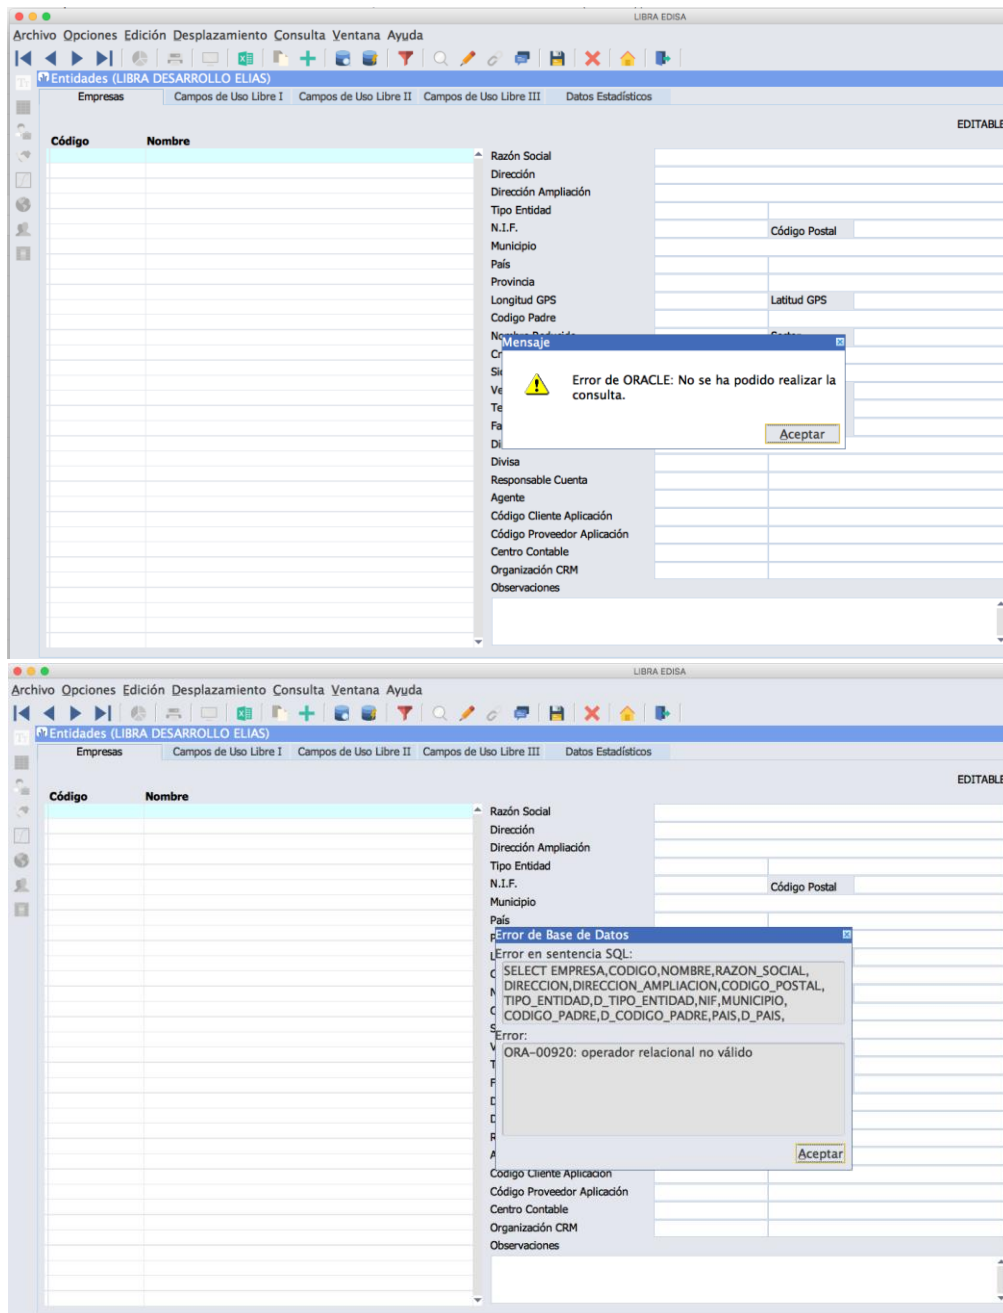 LIBRA EDISA
Archivo Opciones Edición Desplazamiento Consulta Ventana Ayuda
Entidades (LIBRA DESARROLLO ELIAS)
Empresas Campos de Uso Libre I Campos de Uso Libre II Campos de Uso Libre III Datos Estadísticos
EDITABLE
Código Nombre
Razón Social
Dirección
Dirección Ampliación
Tipo Entidad
N.I.F. Código Postal
Municipio
País
Provincia
Longitud GPS Latitud GPS
Codigo Padre
Mensaje
Error de ORACLE: No se ha podido realizar la
consulta.
Aceptar
Divisa
Responsable Cuenta
Agente
Código Cliente Aplicación
Código Proveedor Aplicación
Centro Contable
Organización CRM
Observaciones
LIBRA EDISA
Archivo Opciones Edición Desplazamiento Consulta Ventana Ayuda
Entidades (LIBRA DESARROLLO ELIAS)
Empresas Campos de Uso Libre I Campos de Uso Libre II Campos de Uso Libre III Datos Estadísticos
EDITABLE
Código Nombre
Razón Social
Dirección
Dirección Ampliación
Tipo Entidad
N.I.F. Código Postal
Municipio
País
Error de Base de Datos
Error en sentencia SQL:
SELECT EMPRESA,CODIGO,NOMBRE,RAZON_SOCIAL,
DIRECCION,DIRECCION_AMPLIACION,CODIGO_POSTAL,
TIPO_ENTIDAD,D_TIPO_ENTIDAD,NIF,MUNICIPIO,
CODIGO_PADRE,D_CODIGO_PADRE,PAIS,D_PAIS,
Error:
ORA-00920: operador relacional no válido
Aceptar
Código Cliente Aplicación
Código Proveedor Aplicación
Centro Contable
Organización CRM
Observaciones